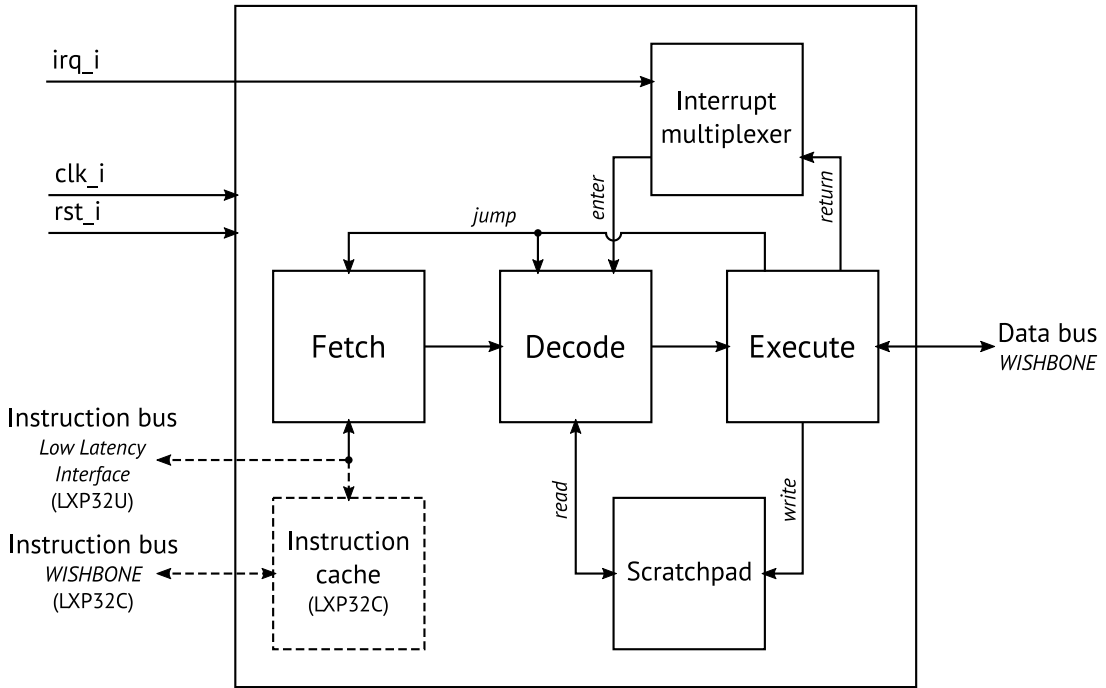 irq_i
Interrupt
multiplexer
clk_i
rst_i
enter
return
jump
Fetch
Decode
Execute
Data bus
WISHBONE
Instruction bus
Low Latency
Interface
(LXP32U)
read
write
Instruction bus
WISHBONE
(LXP32C)
Instruction
cache
(LXP32C)
Scratchpad